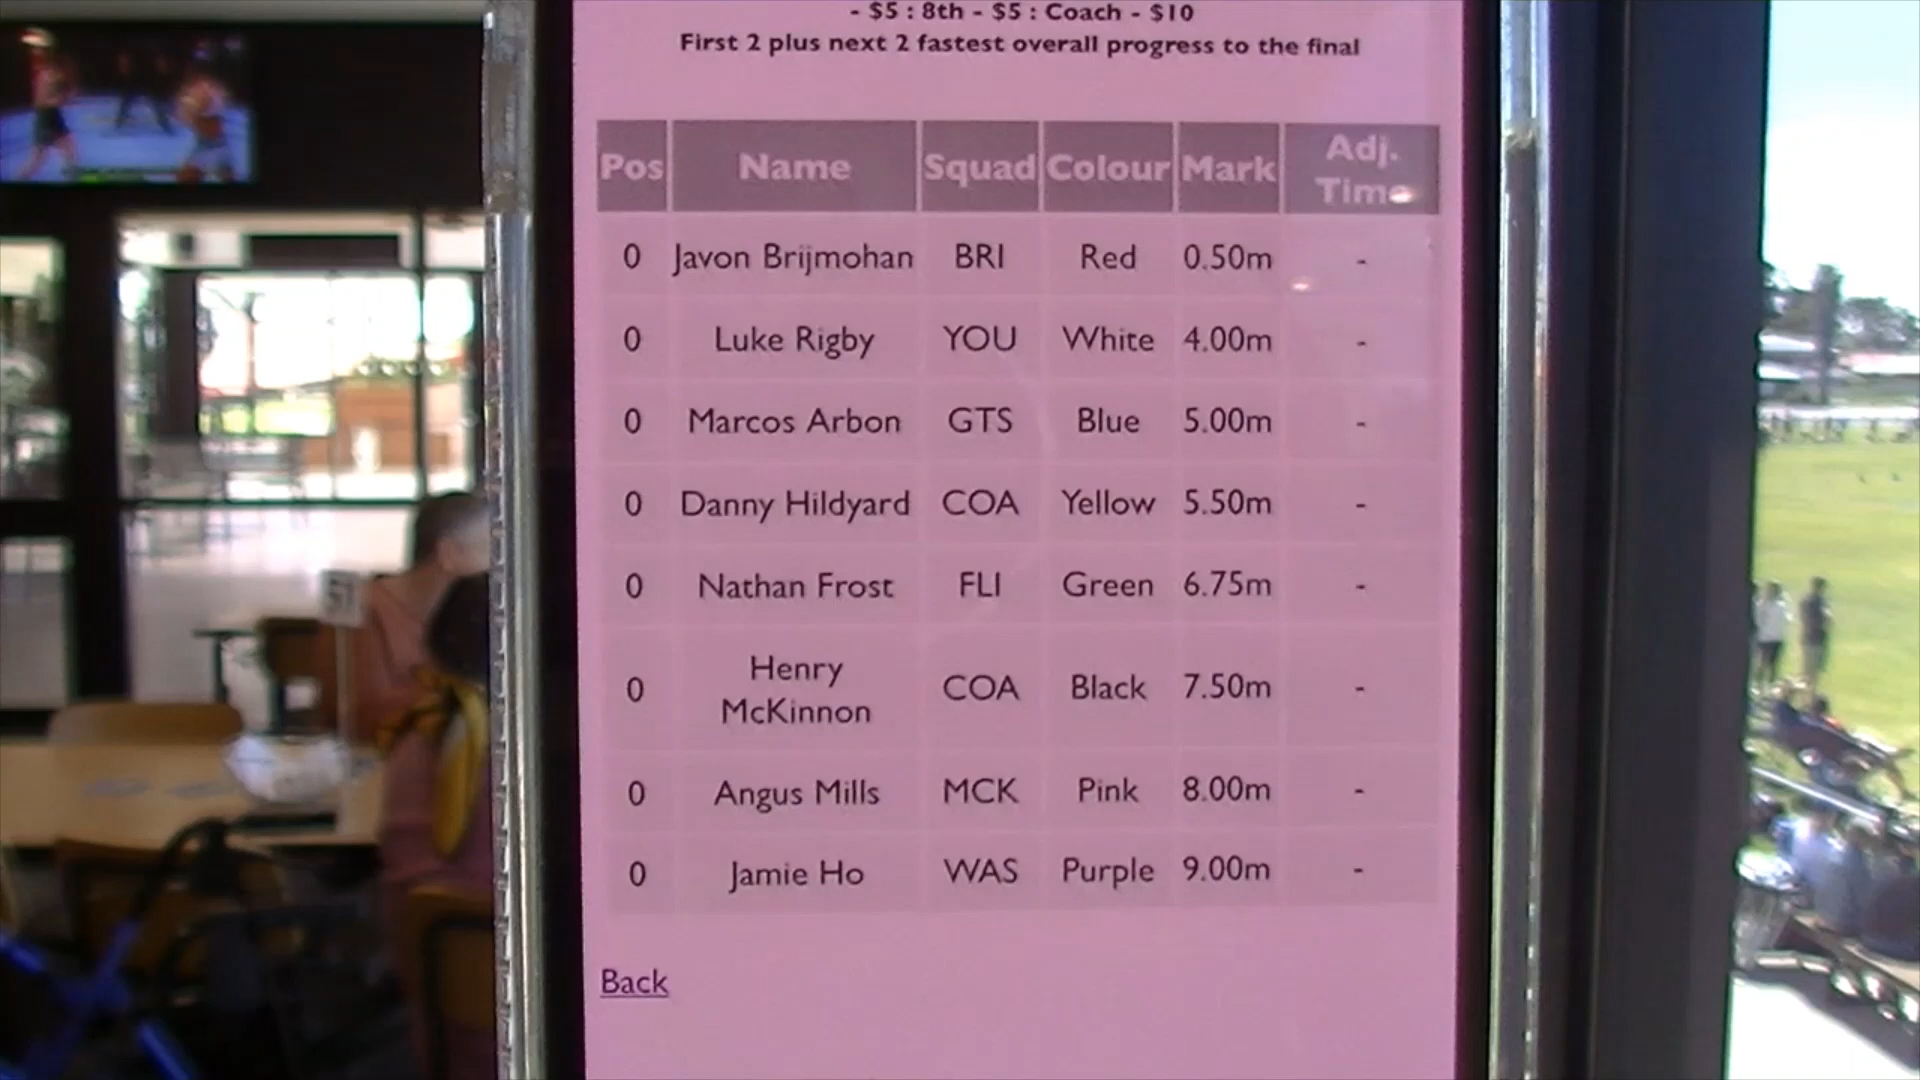 - $5 : 8th - $5 : Coach - $10
First 2 plus next 2 fastest overall progress to the final
Pos Name Squad Colour Mark Adj. Time
0 Javon Brijmohan BRI Red 0.50m -
0 Luke Rigby YOU White 4.00m -
0 Marcos Arbon GTS Blue 5.00m -
0 Danny Hildyard COA Yellow 5.50m -
0 Nathan Frost FLI Green 6.75m -
0 Henry McKinnon COA Black 7.50m -
0 Angus Mills MCK Pink 8.00m -
0 Jamie Ho WAS Purple 9.00m -
Back
51